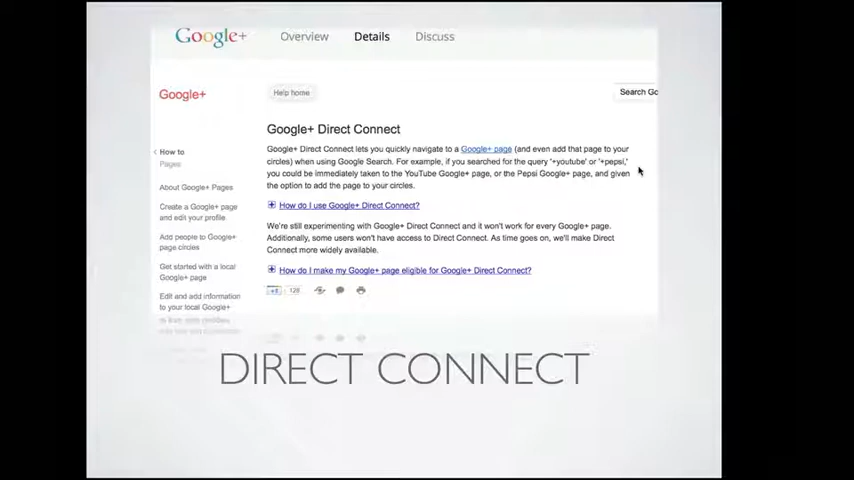 Google+ Overview Details Discuss
Google+
Help home
Search Go
Google+ Direct Connect
Google+ Direct Connect lets you quickly navigate to a Google+ page (and even add that page to your
circles) when using Google Search. For example, if you searched for the query '+youtube' or '+pepsi,'
you could be immediately taken to the YouTube Google+ page, or the Pepsi Google+ page, and given
the option to add the page to your circles.
How do I use Google+ Direct Connect?
We're still experimenting with Google+ Direct Connect and it won't work for every Google+ page.
Additionally, some users won't have access to Direct Connect. As time goes on, we'll make Direct
Connect more widely available.
How do I make my Google+ page eligible for Google+ Direct Connect?
+1 128
‹ How to
Pages
About Google+ Pages
Create a Google+ page
and edit your profile
Add people to Google+
page circles
Get started with a local
Google+ page
Edit and add information
to your local Google+
DIRECT CONNECT